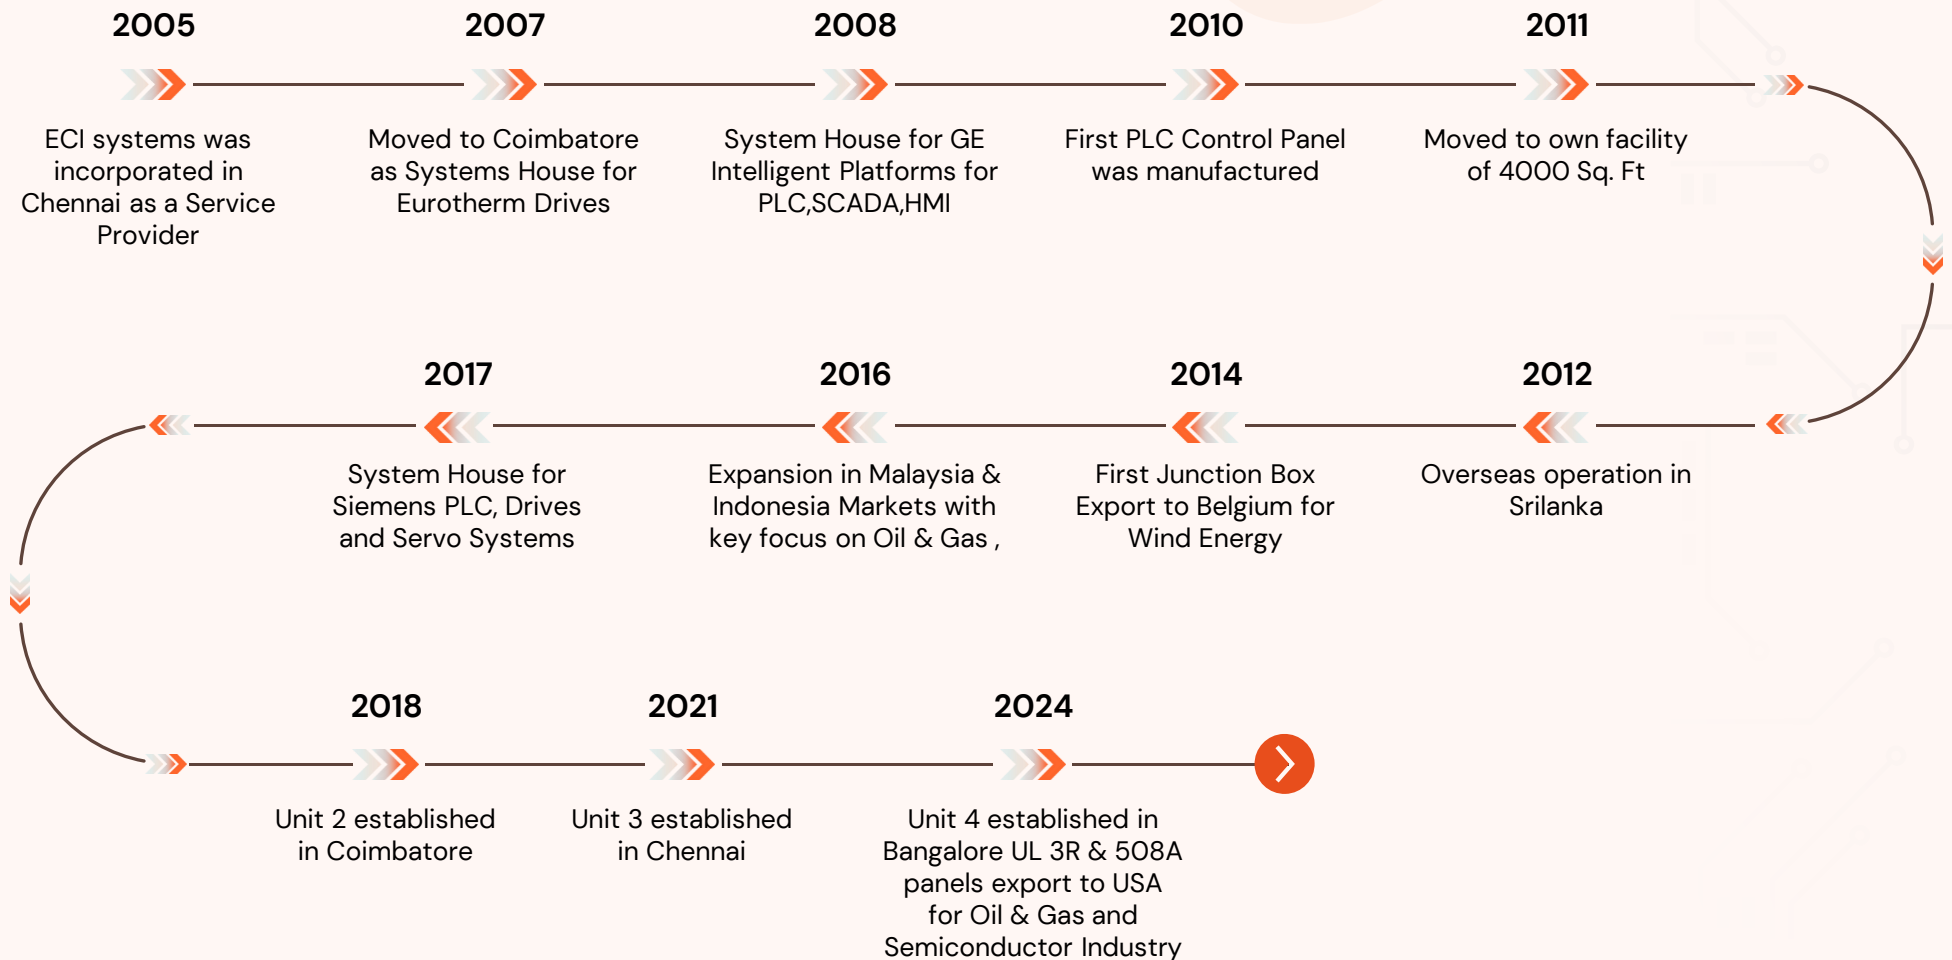 2005
ECI systems was
incorporated in
Chennai as a Service
Provider
2007
Moved to Coimbatore
as Systems House for
Eurotherm Drives
2008
System House for GE
Intelligent Platforms for
PLC,SCADA,HMI
2010
First PLC Control Panel
was manufactured
2011
Moved to own facility
of 4000 Sq. Ft
2012
Overseas operation in
Srilanka
2014
First Junction Box
Export to Belgium for
Wind Energy
2016
Expansion in Malaysia &
Indonesia Markets with
key focus on Oil & Gas ,
2017
System House for
Siemens PLC, Drives
and Servo Systems
2018
Unit 2 established
in Coimbatore
2021
Unit 3 established
in Chennai
2024
Unit 4 established in
Bangalore UL 3R & 508A
panels export to USA
for Oil & Gas and
Semiconductor Industry